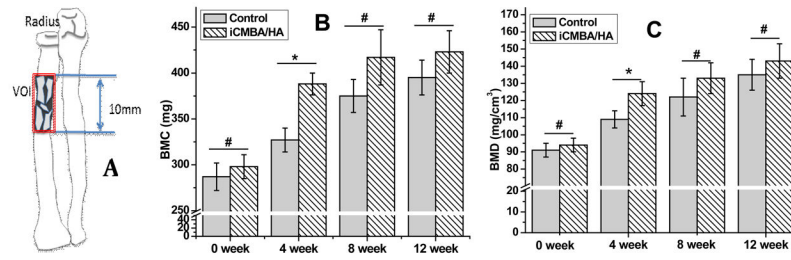 Radius
VOI
10mm
A
BMC (mg)
450
400
350
300
250
40
20
0
Control
iCMBA/HA
B
#
*
#
#
0 week
4 week
8 week
12 week
BMD (mg/cm³)
170
160
150
140
130
120
110
100
90
80
20
0
Control
iCMBA/HA
C
#
*
#
#
0 week
4 week
8 week
12 week